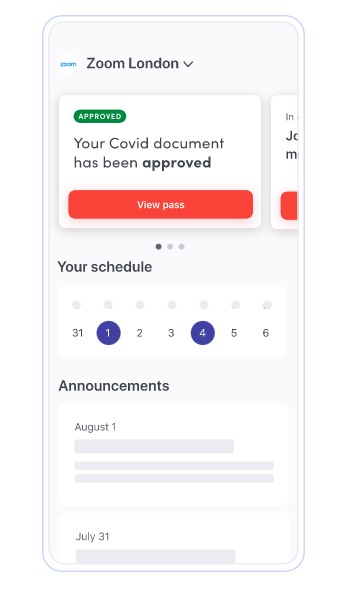 zoom
Zoom London
APPROVED
Your Covid document
has been approved
View pass
In a
Jo
m
Your schedule
31 1 2 3 4 5 6
Announcements
August 1
July 31